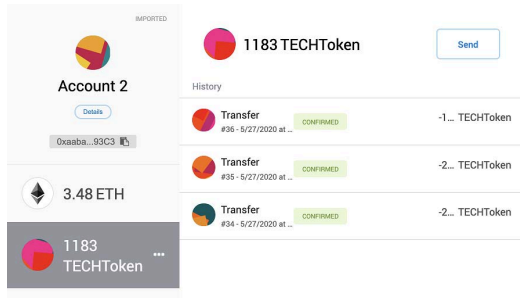 IMPORTED
Account 2
Details
0xaaba...93C3
3.48 ETH
1183
TECHToken
...
1183 TECHToken
Send
History
Transfer
#36 - 5/27/2020 at ...
CONFIRMED
-1... TECHToken
Transfer
#35 - 5/27/2020 at ...
CONFIRMED
-2... TECHToken
Transfer
#34 - 5/27/2020 at ...
CONFIRMED
-2... TECHToken